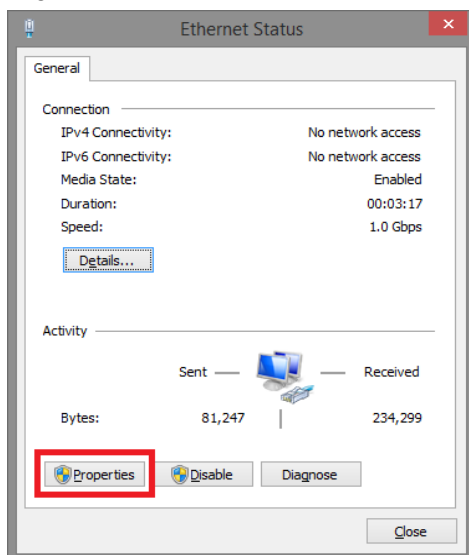 Ethernet Status
General
Connection
IPv4 Connectivity: No network access
IPv6 Connectivity: No network access
Media State: Enabled
Duration: 00:03:17
Speed: 1.0 Gbps
Details...
Activity
Sent — — Received
Bytes: 81,247 | 234,299
Properties Disable Diagnose
Close